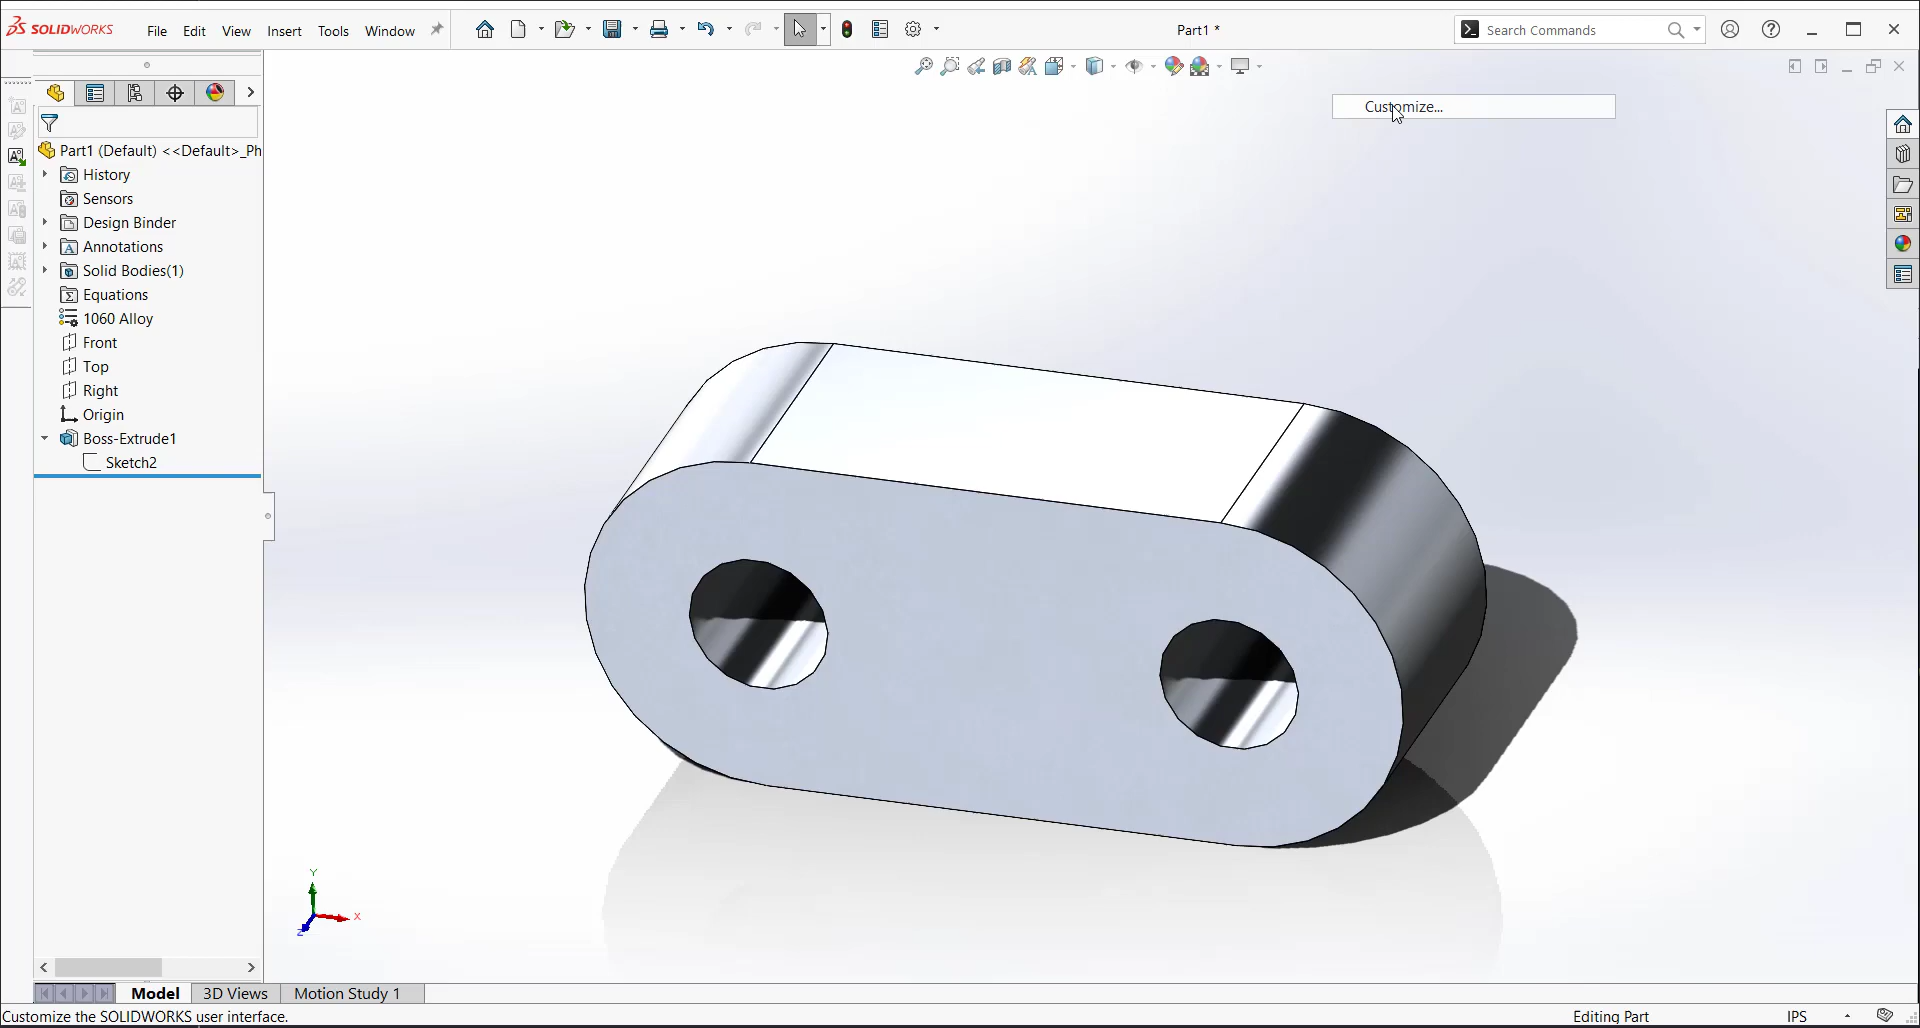 SOLIDWORKS File Edit View Insert Tools Window Part1 * Search Commands
Customize...
Part1 (Default) <<Default>_Ph
History
Sensors
Design Binder
Annotations
Solid Bodies(1)
Equations
1060 Alloy
Front
Top
Right
Origin
Boss-Extrude1
Sketch2
Y
X
Z
Model 3D Views Motion Study 1
Customize the SOLIDWORKS user interface. Editing Part IPS